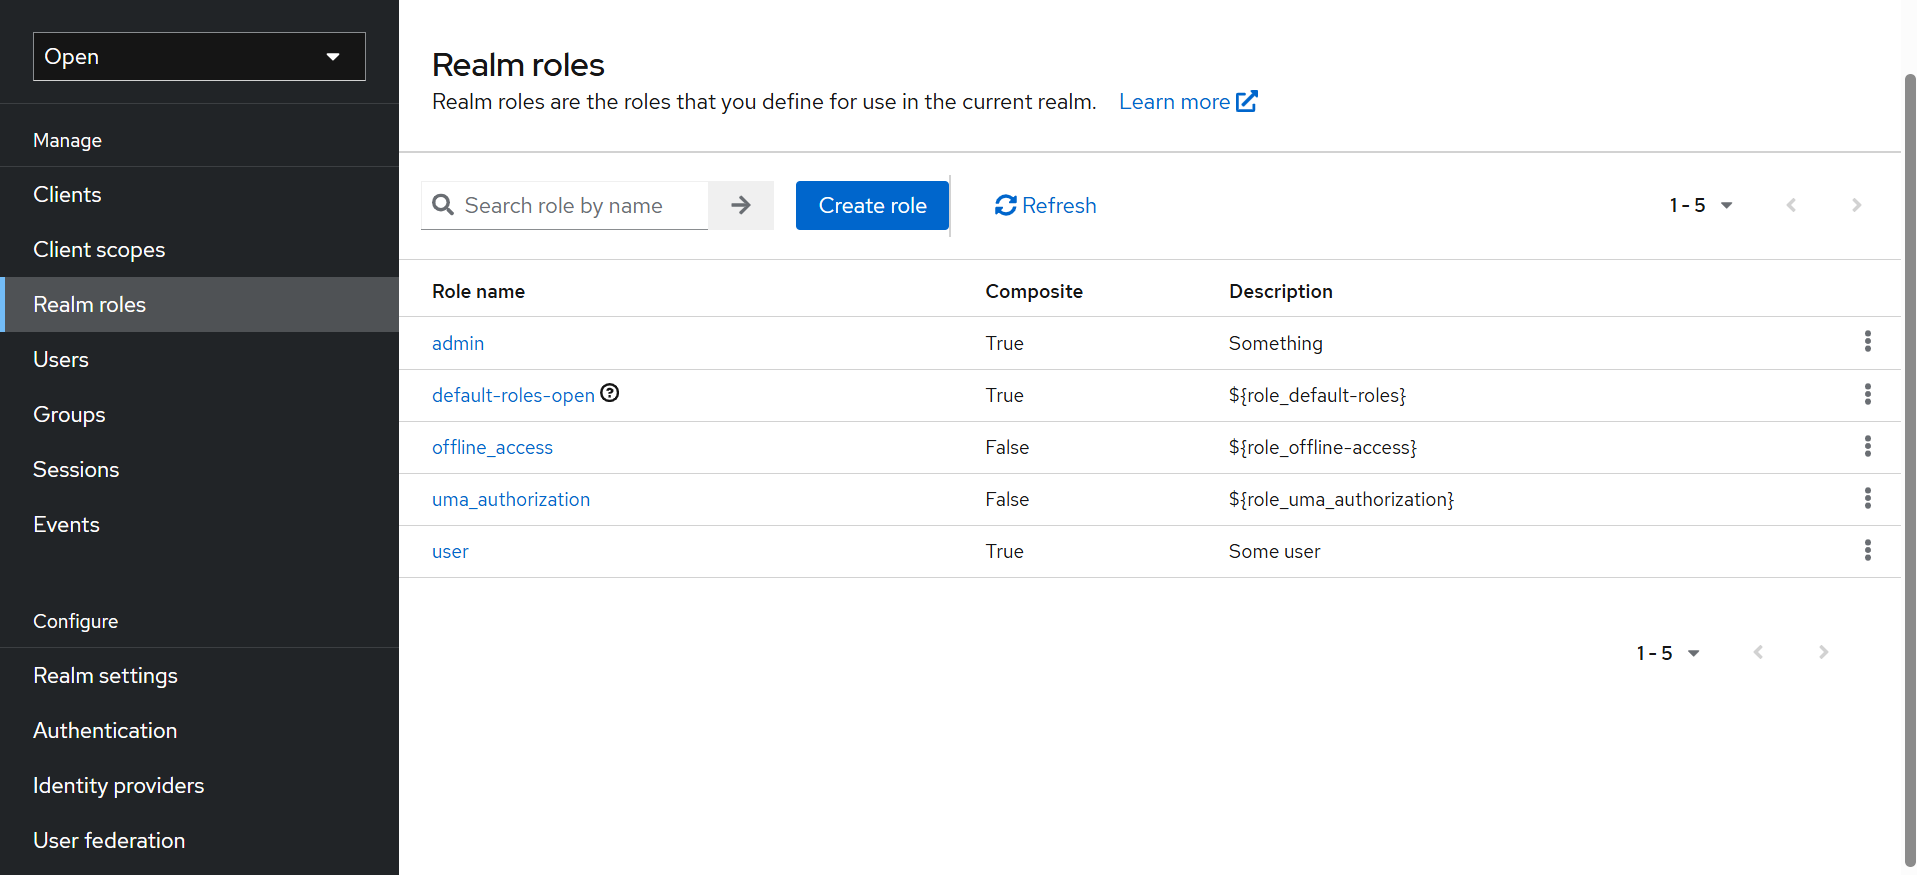 Open
Manage
Clients
Client scopes
Realm roles
Users
Groups
Sessions
Events
Configure
Realm settings
Authentication
Identity providers
User federation
Realm roles
Realm roles are the roles that you define for use in the current realm. Learn more
Search role by name Create role Refresh 1 - 5
Role name Composite Description
admin True Something
default-roles-open True ${role_default-roles}
offline_access False ${role_offline-access}
uma_authorization False ${role_uma_authorization}
user True Some user
1 - 5